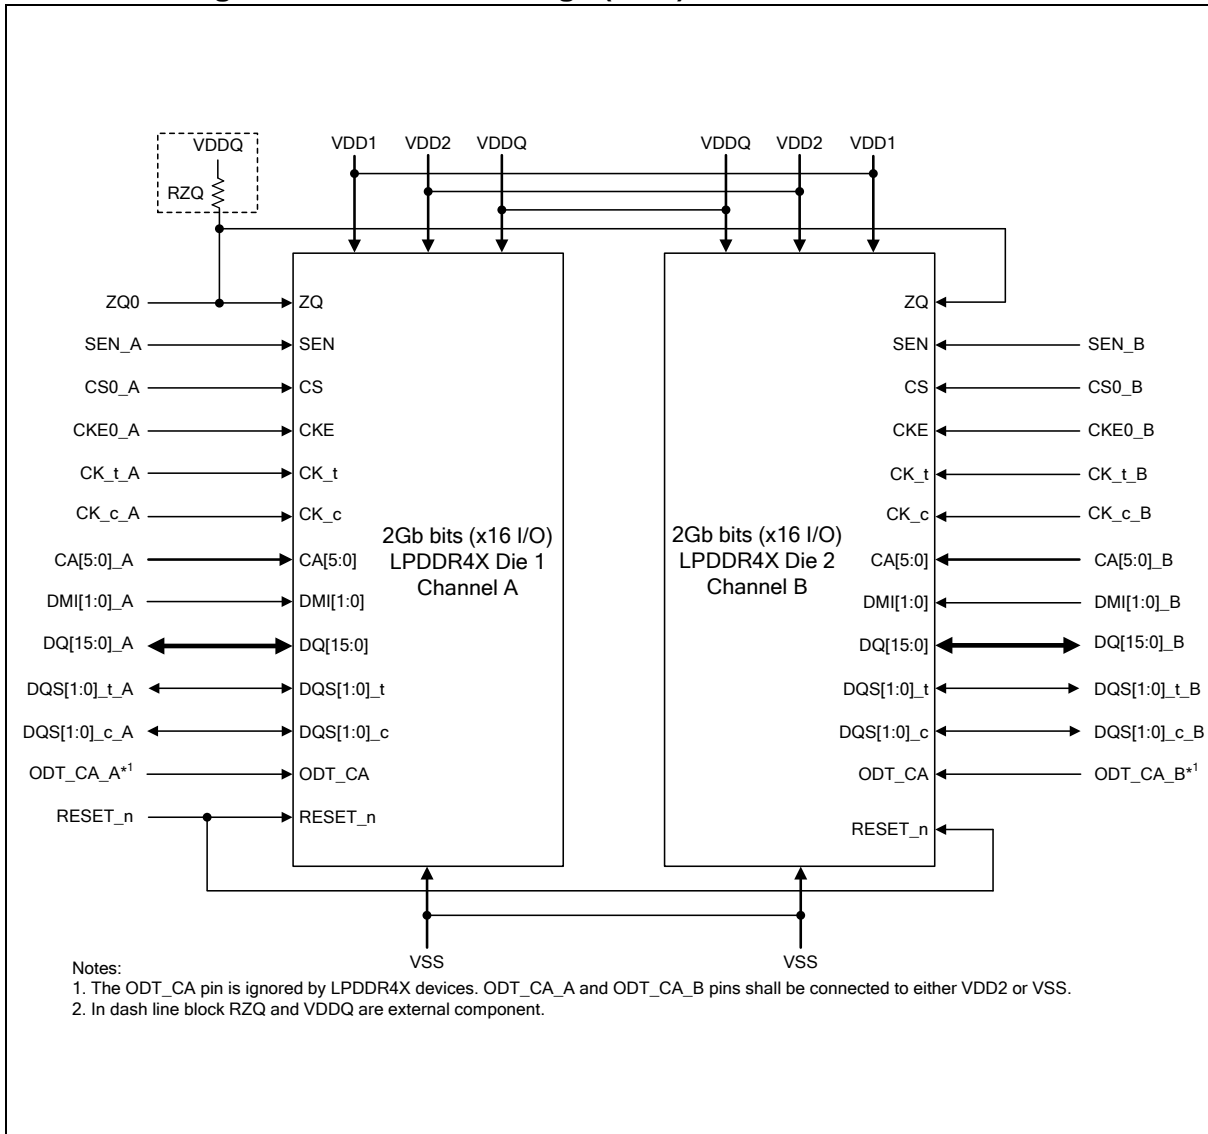 VDDQ
RZQ
VDD1 VDD2 VDDQ
VDDQ VDD2 VDD1
ZQ0 ZQ
SEN_A SEN
CS0_A CS
CKE0_A CKE
CK_t_A CK_t
CK_c_A CK_c
CA[5:0]_A CA[5:0]
DMI[1:0]_A DMI[1:0]
DQ[15:0]_A DQ[15:0]
DQS[1:0]_t_A DQS[1:0]_t
DQS[1:0]_c_A DQS[1:0]_c
ODT_CA_A*1 ODT_CA
RESET_n RESET_n
2Gb bits (x16 I/O)
LPDDR4X Die 1
Channel A
2Gb bits (x16 I/O)
LPDDR4X Die 2
Channel B
ZQ
SEN SEN_B
CS CS0_B
CKE CKE0_B
CK_t CK_t_B
CK_c CK_c_B
CA[5:0] CA[5:0]_B
DMI[1:0] DMI[1:0]_B
DQ[15:0] DQ[15:0]_B
DQS[1:0]_t DQS[1:0]_t_B
DQS[1:0]_c DQS[1:0]_c_B
ODT_CA ODT_CA_B*1
RESET_n
VSS VSS
Notes:
1. The ODT_CA pin is ignored by LPDDR4X devices. ODT_CA_A and ODT_CA_B pins shall be connected to either VDD2 or VSS.
2. In dash line block RZQ and VDDQ are external component.